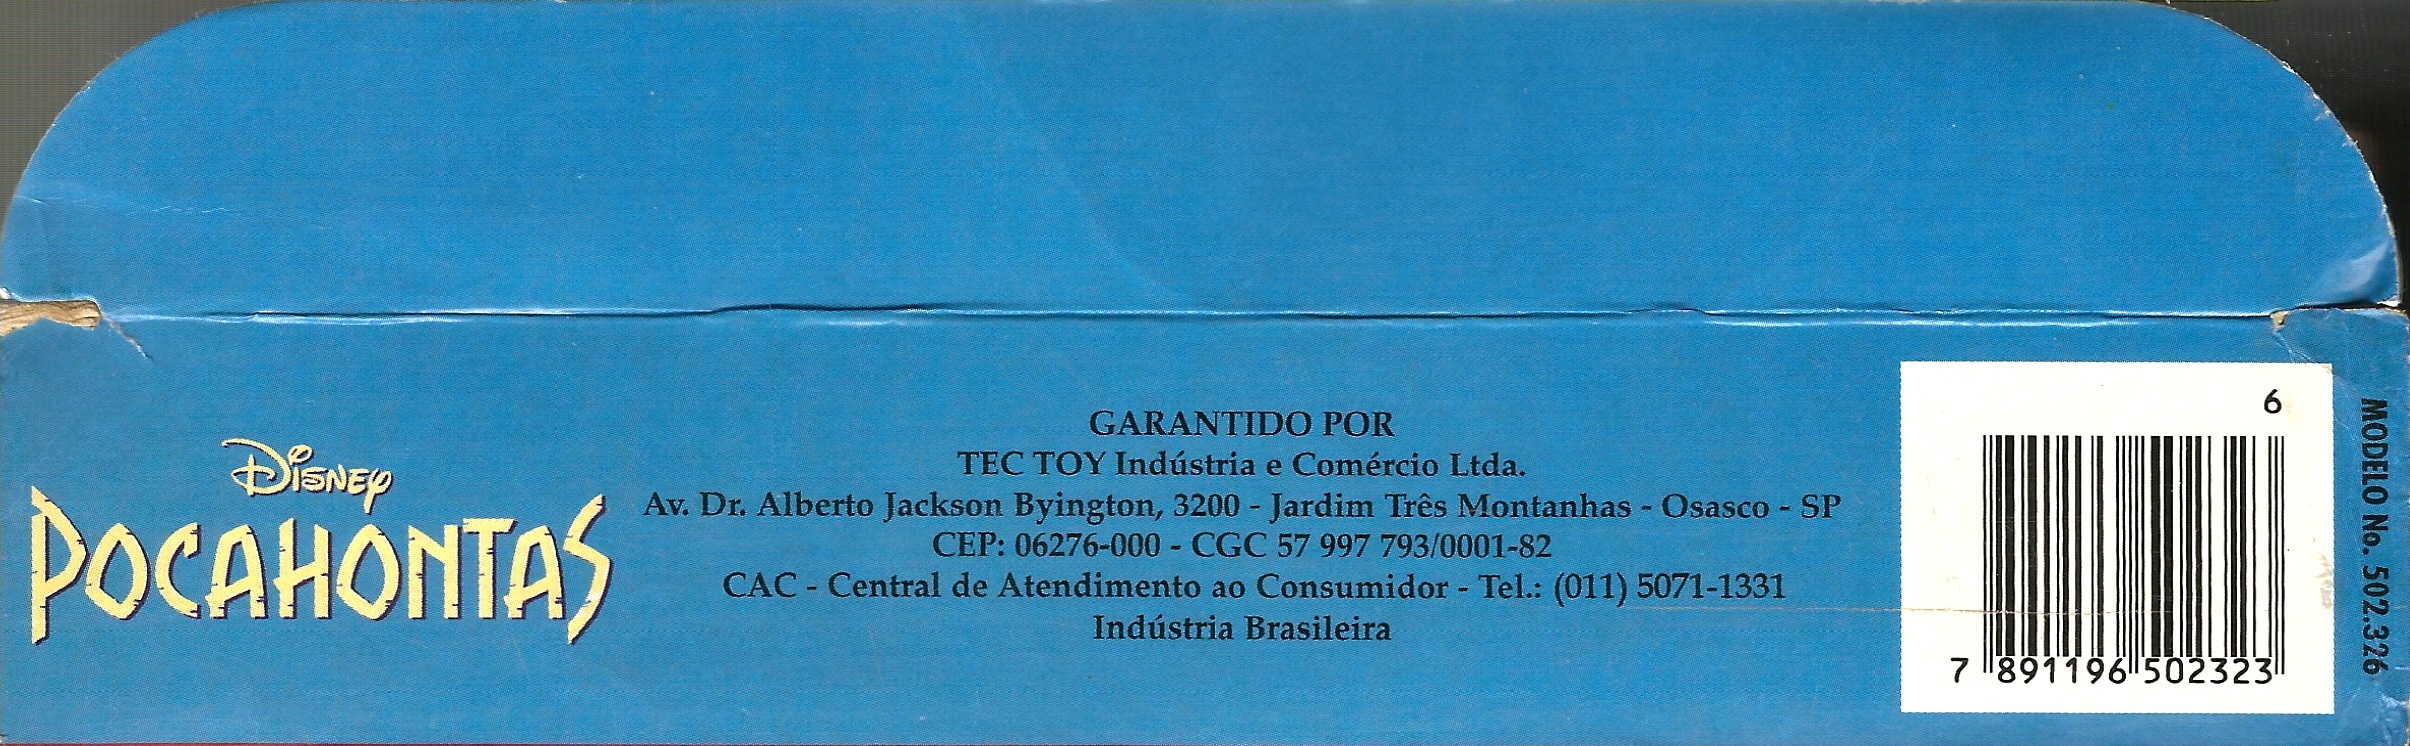 DISNEY
POCAHONTAS
GARANTIDO POR
TEC TOY Indústria e Comércio Ltda.
Av. Dr. Alberto Jackson Byington, 3200 - Jardim Três Montanhas - Osasco - SP
CEP: 06276-000 - CGC 57 997 793/0001-82
CAC - Central de Atendimento ao Consumidor - Tel.: (011) 5071-1331
Indústria Brasileira
6
7 891196 502323
MODELO No. 502.326